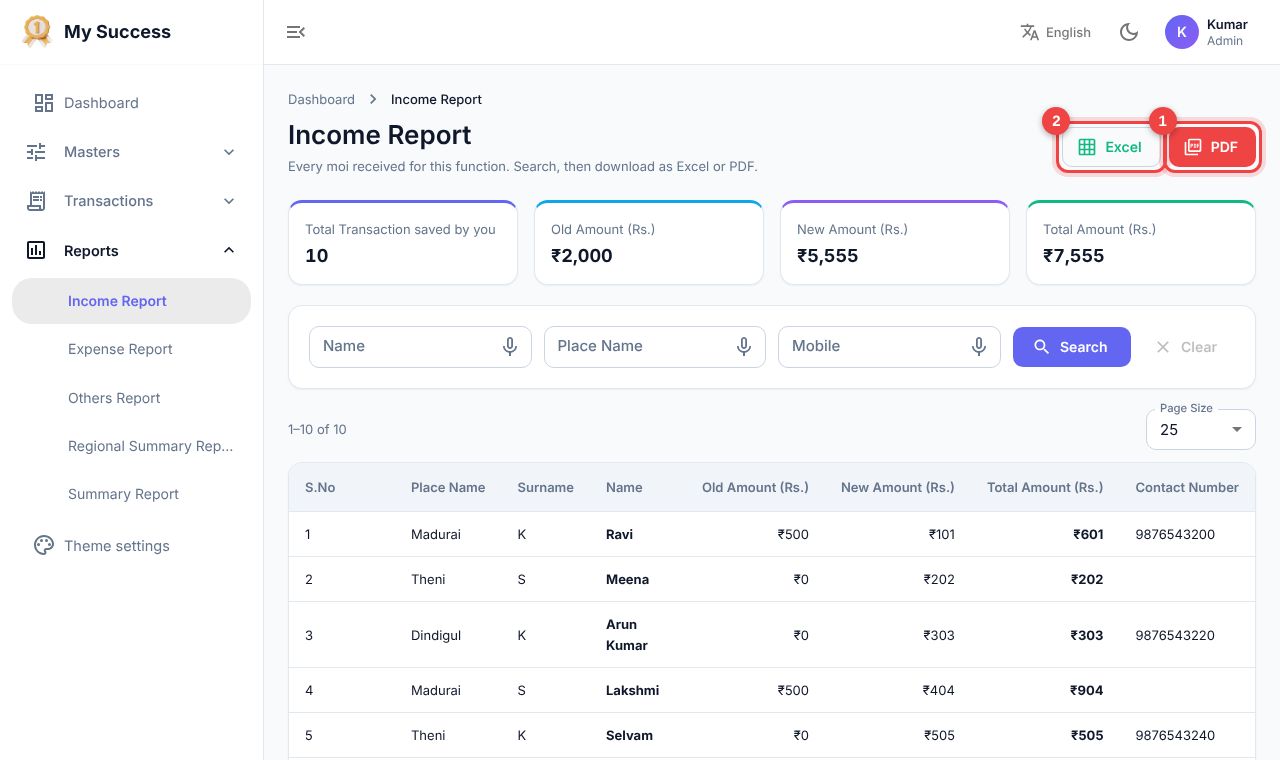 My Success
English
K
Kumar
Admin
Dashboard
Masters
Transactions
Reports
Income Report
Expense Report
Others Report
Regional Summary Rep...
Summary Report
Theme settings
Dashboard > Income Report
Income Report
Every moi received for this function. Search, then download as Excel or PDF.
2 Excel
1 PDF
Total Transaction saved by you
10
Old Amount (Rs.)
₹2,000
New Amount (Rs.)
₹5,555
Total Amount (Rs.)
₹7,555
Name Place Name Mobile Search Clear
Page Size
1–10 of 10 25
S.No Place Name Surname Name Old Amount (Rs.) New Amount (Rs.) Total Amount (Rs.) Contact Number
1 Madurai K Ravi ₹500 ₹101 ₹601 9876543200
2 Theni S Meena ₹0 ₹202 ₹202
3 Dindigul K Arun Kumar ₹0 ₹303 ₹303 9876543220
4 Madurai S Lakshmi ₹500 ₹404 ₹904
5 Theni K Selvam ₹0 ₹505 ₹505 9876543240